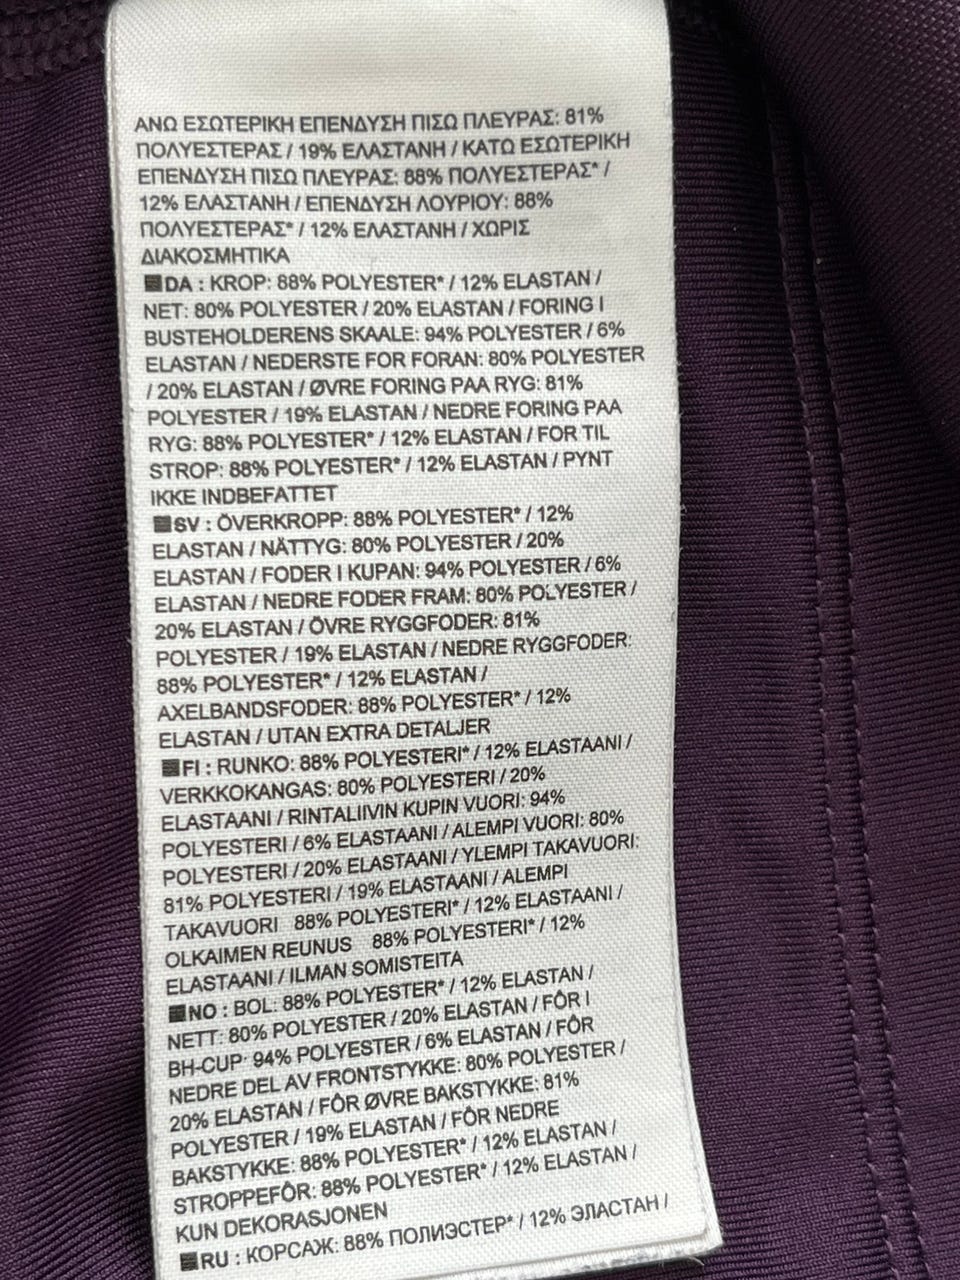 ΑΝΩ ΕΣΩΤΕΡΙΚΗ ΕΠΕΝΔΥΣΗ ΠΙΣΩ ΠΛΕΥΡΑΣ: 81%
ΠΟΛΥΕΣΤΕΡΑΣ / 19% ΕΛΑΣΤΑΝΗ / ΚΑΤΩ ΕΣΩΤΕΡΙΚΗ
ΕΠΕΝΔΥΣΗ ΠΙΣΩ ΠΛΕΥΡΑΣ: 88% ΠΟΛΥΕΣΤΕΡΑΣ* /
12% ΕΛΑΣΤΑΝΗ / ΕΠΕΝΔΥΣΗ ΛΟΥΡΙΟΥ: 88%
ΠΟΛΥΕΣΤΕΡΑΣ* / 12% ΕΛΑΣΤΑΝΗ / ΧΩΡΙΣ
ΔΙΑΚΟΣΜΗΤΙΚΑ
DA : KROP: 88% POLYESTER* / 12% ELASTAN /
NET: 80% POLYESTER / 20% ELASTAN / FORING I
BUSTEHOLDERENS SKAALE: 94% POLYESTER / 6%
ELASTAN / NEDERSTE FOR FORAN: 80% POLYESTER
/ 20% ELASTAN / ØVRE FORING PAA RYG: 81%
POLYESTER / 19% ELASTAN / NEDRE FORING PAA
RYG: 88% POLYESTER* / 12% ELASTAN / FOR TIL
STROP: 88% POLYESTER* / 12% ELASTAN / PYNT
IKKE INDBEFATTET
SV : ÖVERKROPP: 88% POLYESTER* / 12%
ELASTAN / NÄTTYG: 80% POLYESTER / 20%
ELASTAN / FODER I KUPAN: 94% POLYESTER / 6%
ELASTAN / NEDRE FODER FRAM: 80% POLYESTER /
20% ELASTAN / ÖVRE RYGGFODER: 81%
POLYESTER / 19% ELASTAN / NEDRE RYGGFODER:
88% POLYESTER* / 12% ELASTAN /
AXELBANDSFODER: 88% POLYESTER* / 12%
ELASTAN / UTAN EXTRA DETALJER
FI : RUNKO: 88% POLYESTERI* / 12% ELASTAANI /
VERKKOKANGAS: 80% POLYESTERI / 20%
ELASTAANI / RINTALIIVIN KUPIN VUORI: 94%
POLYESTERI / 6% ELASTAANI / ALEMPI VUORI: 80%
POLYESTERI / 20% ELASTAANI / YLEMPI TAKAVUORI:
81% POLYESTERI / 19% ELASTAANI / ALEMPI
TAKAVUORI 88% POLYESTERI* / 12% ELASTAANI /
OLKAIMEN REUNUS 88% POLYESTERI* / 12%
ELASTAANI / ILMAN SOMISTEITA
NO : BOL: 88% POLYESTER* / 12% ELASTAN /
NETT: 80% POLYESTER / 20% ELASTAN / FÔR I
BH-CUP: 94% POLYESTER / 6% ELASTAN / FÔR
NEDRE DEL AV FRONTSTYKKE: 80% POLYESTER /
20% ELASTAN / FÔR ØVRE BAKSTYKKE: 81%
POLYESTER / 19% ELASTAN / FÔR NEDRE
BAKSTYKKE: 88% POLYESTER* / 12% ELASTAN /
STROPPEFÔR: 88% POLYESTER* / 12% ELASTAN /
KUN DEKORASJONEN
RU : КОРСАЖ: 88% ПОЛИЭСТЕР* / 12% ЭЛАСТАН /